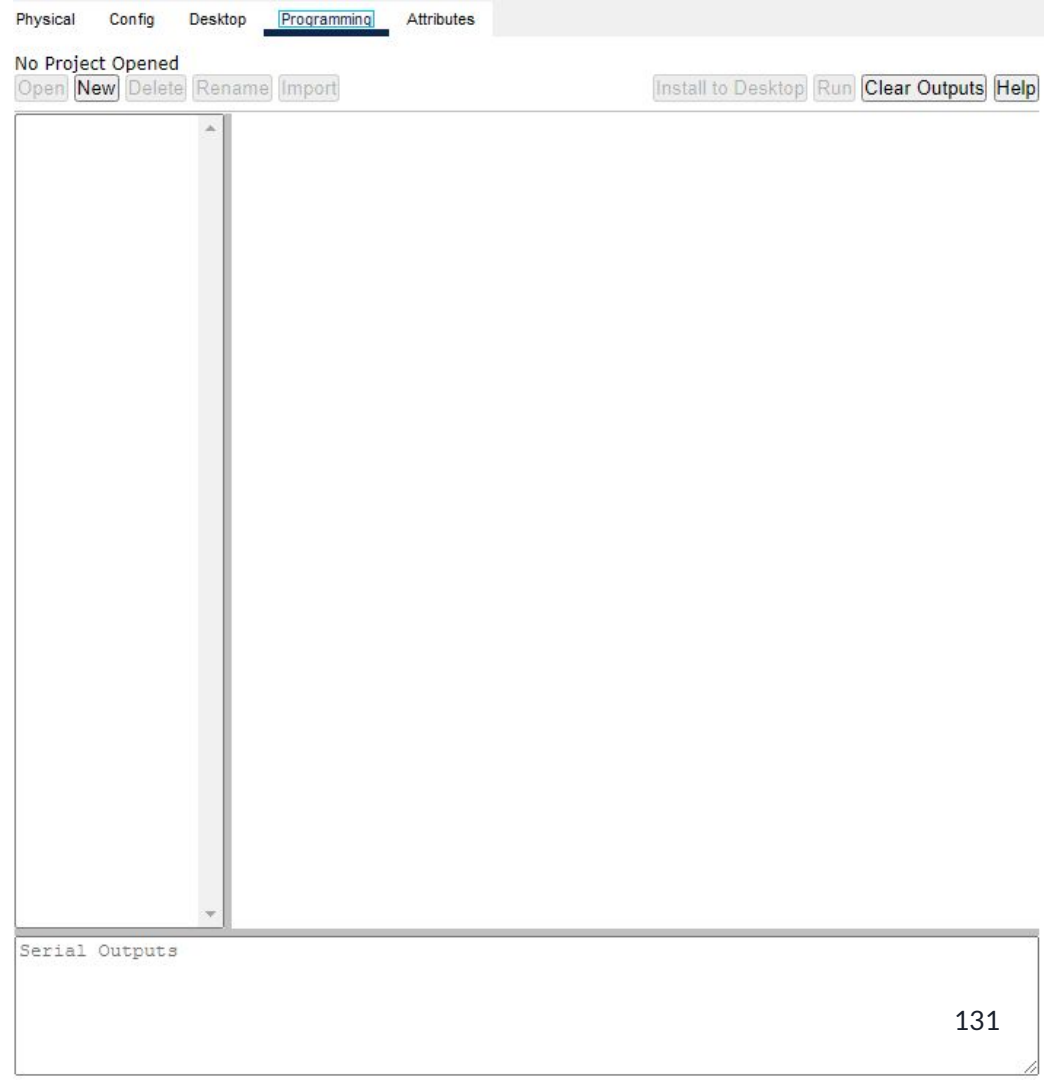 Physical Config Desktop Programming Attributes
No Project Opened
Open New Delete Rename Import Install to Desktop Run Clear Outputs Help
Serial Outputs
131